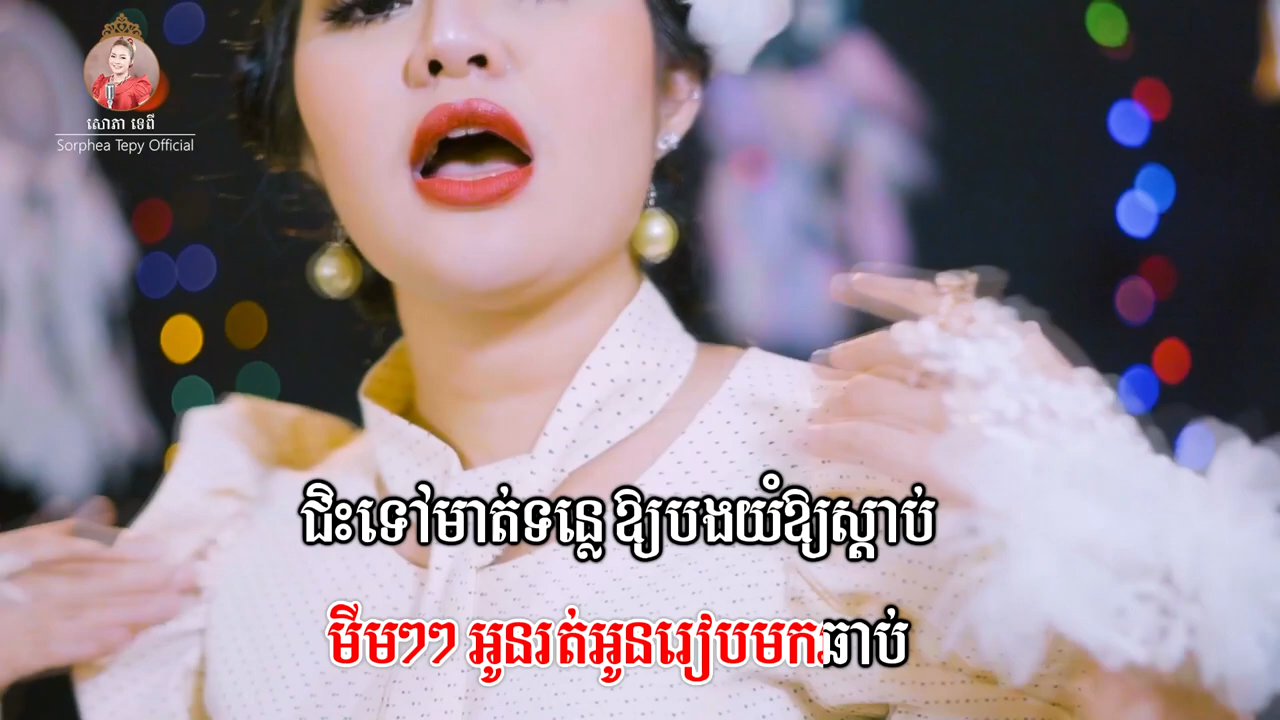 សោភា ទេពី
Sorphea Tepy Official
ជិះទៅមាត់ទន្លេ ឱ្យបងយំឱ្យស្ដាប់
មីមៗៗ អូនរត់អូនរៀបមកឆាប់